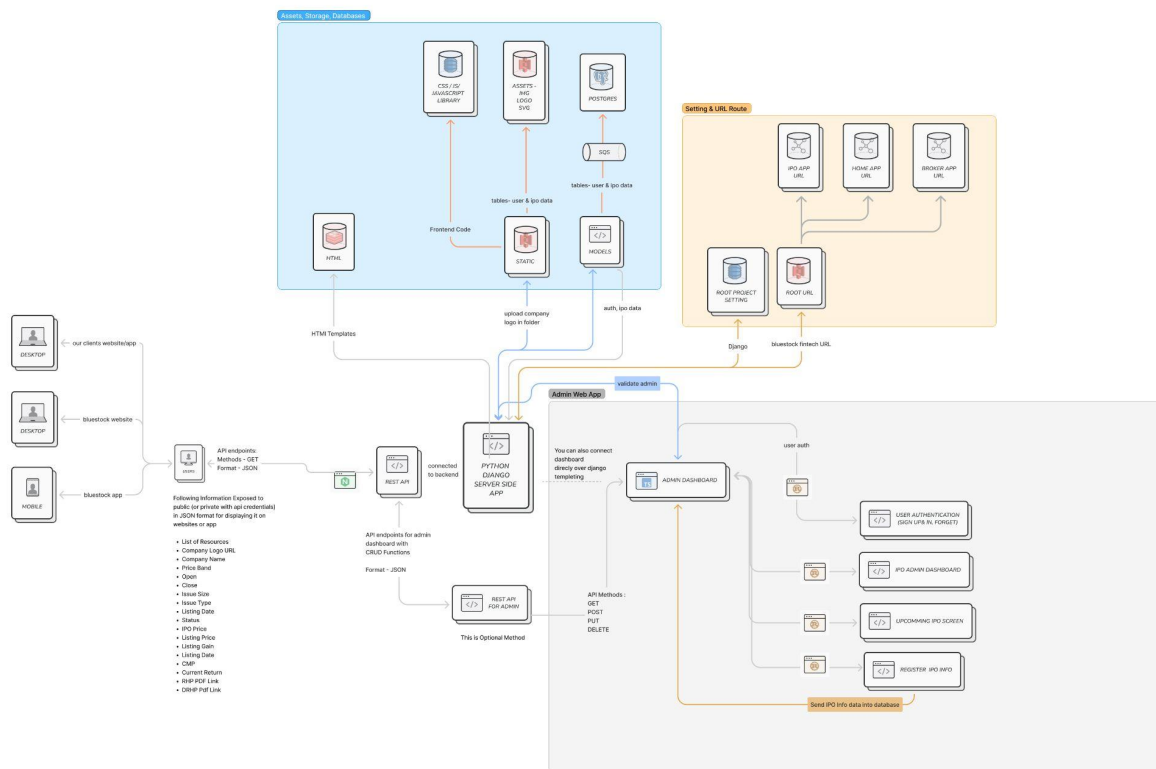 Assets, Storage, Databases
CSS / JS/
JAVASCRIPT
LIBRARY
ASSETS -
IMG
LOGO
SVG
POSTGRES
SQS
tables- user & ipo data
tables- user & ipo data
Frontend Code
HTML
STATIC
MODELS
Setting & URL Route
IPO APP
URL
HOME APP
URL
BROKER APP
URL
ROOT PROJECT
SETTING
ROOT URL
HTMl Templates
upload company
logo in folder
auth, ipo data
Django
bluestock fintech URL
DESKTOP
our clients website/app
DESKTOP
bluestock website
MOBILE
bluestock app
USERS
API endpoints:
Methods - GET
Format - JSON
REST API
connected
to backend
PYTHON
DJANGO
SERVER SIDE
APP
Following Information Exposed to
public (or private with api credentials)
in JSON format for displaying it on
websites or app
• List of Resources
• Company Logo URL
• Company Name
• Price Band
• Open
• Close
• Issue Size
• Issue Type
• Listing Date
• Status
• IPO Price
• Listing Price
• Listing Gain
• Listing Date
• CMP
• Current Return
• RHP PDF Link
• DRHP Pdf Link
API endpoints for admin
dashboard with
CRUD Functions
Format - JSON
REST API
FOR ADMIN
This is Optional Method
validate admin
Admin Web App
You can also connect
dashboard
direcly over django
templeting
ADMIN DASHBOARD
user auth
API Methods :
GET
POST
PUT
DELETE
USER AUTHENTICATION
(SIGN UP& IN, FORGET)
IPO ADMIN DASHBOARD
UPCOMMING IPO SCREEN
REGISTER IPO INFO
Send IPO Info data into database